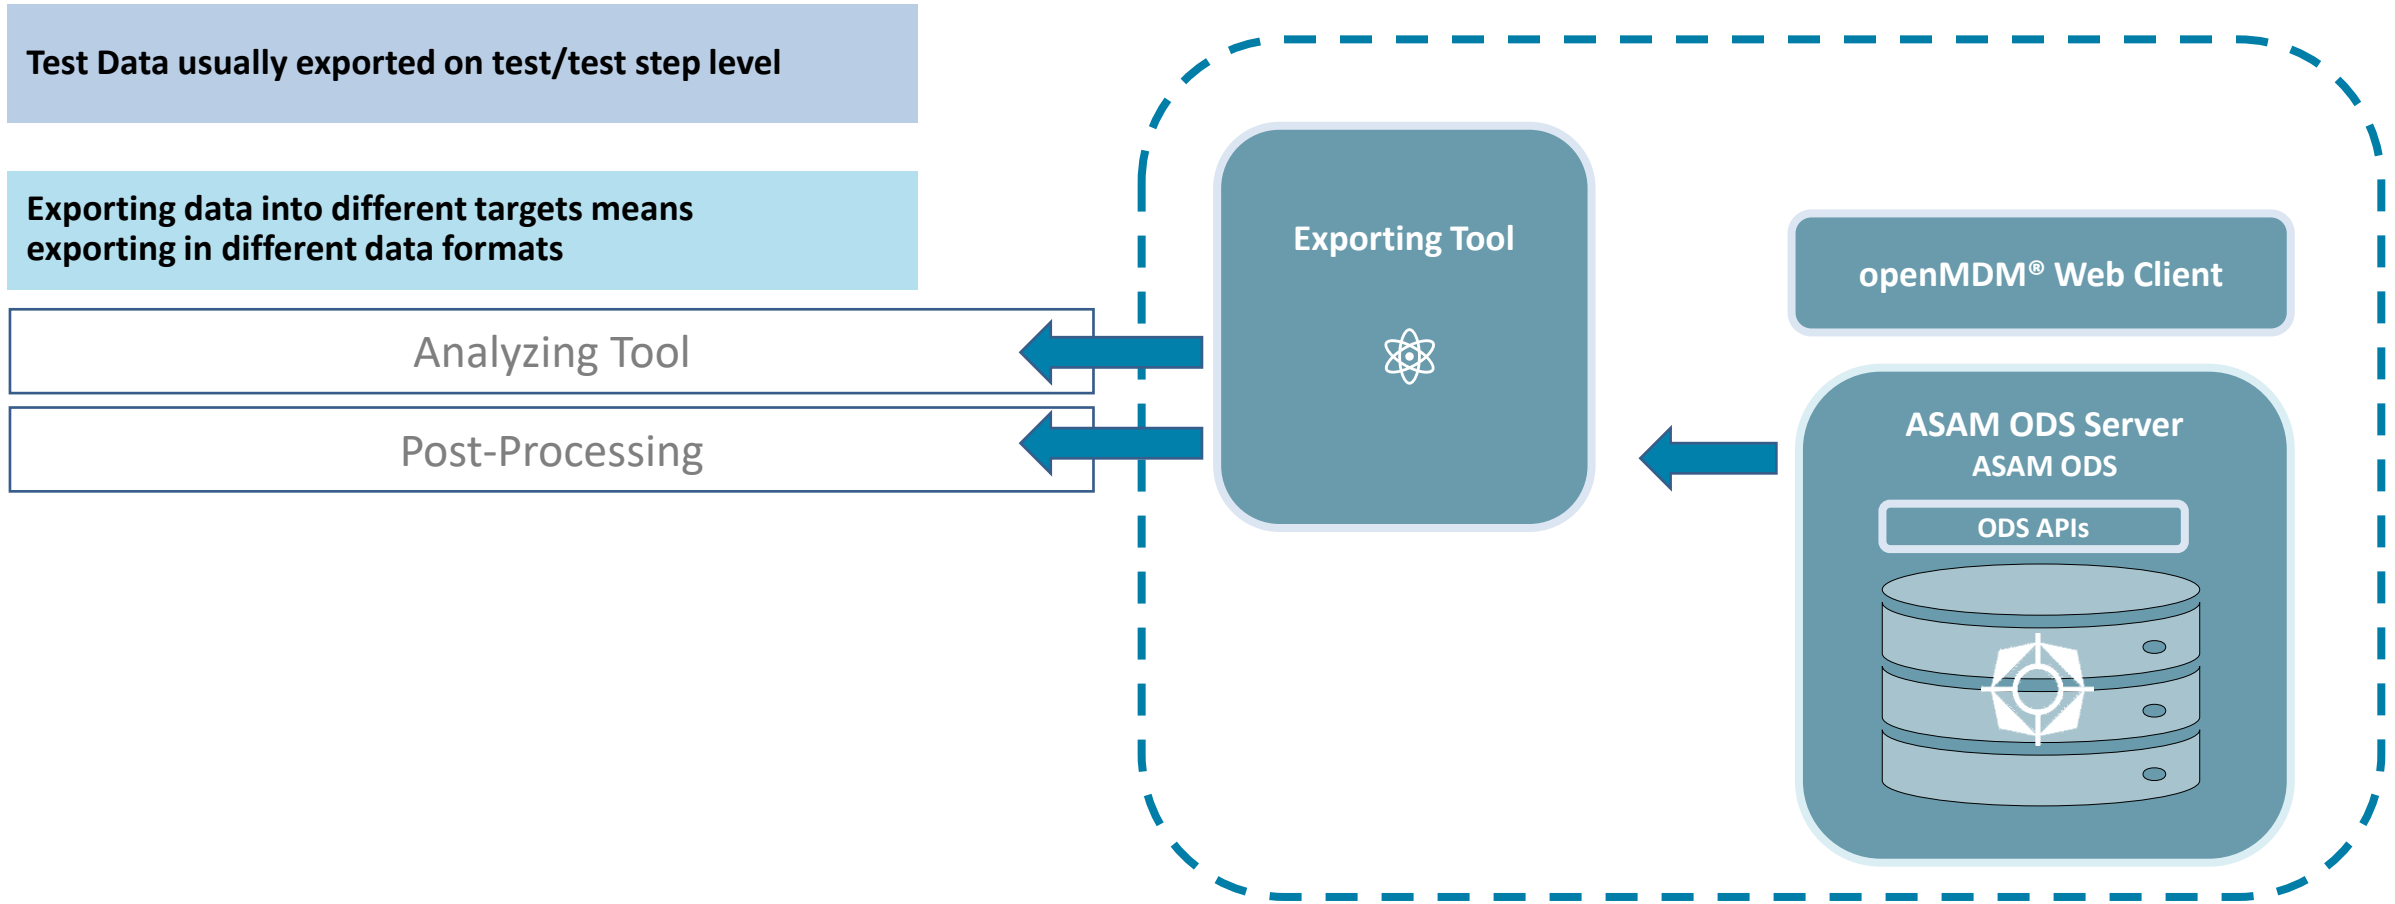 Test Data usually exported on test/test step level
Exporting data into different targets means
exporting in different data formats
Analyzing Tool
Post-Processing
Exporting Tool
openMDM® Web Client
ASAM ODS Server
ASAM ODS
ODS APIs